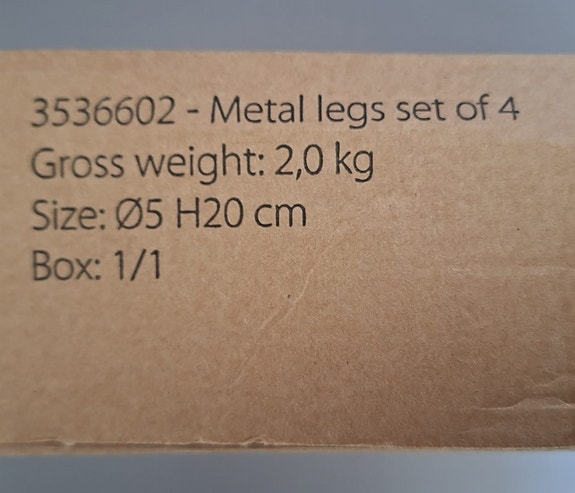 3536602 - Metal legs set of 4
Gross weight: 2,0 kg
Size: Ø5 H20 cm
Box: 1/1